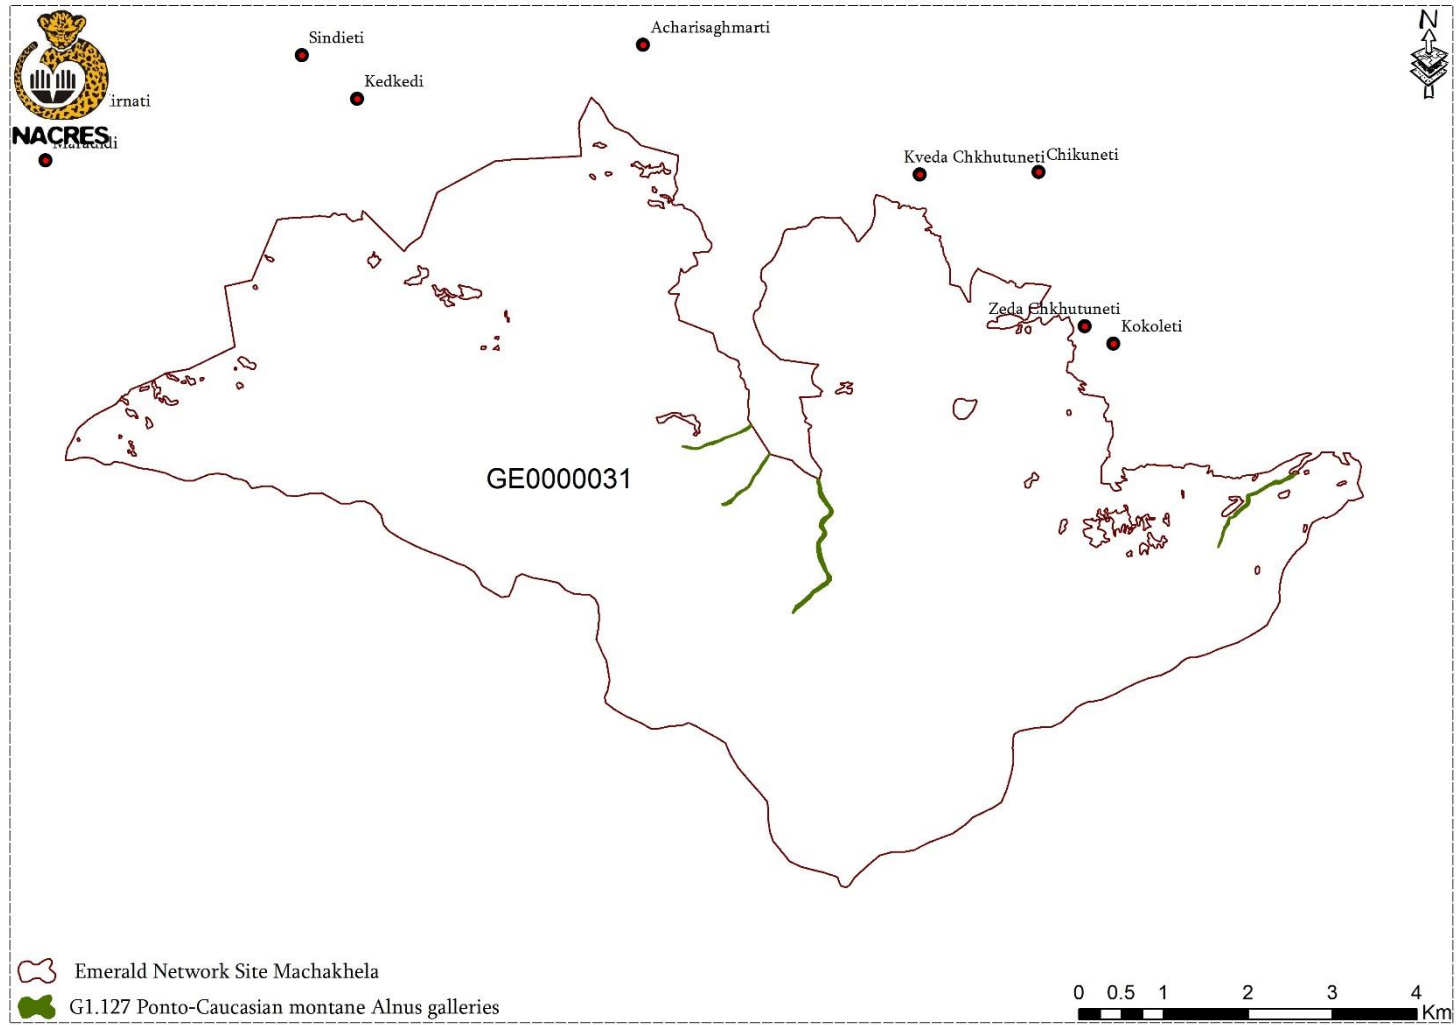 N
Acharisaghmarti
Sindieti
Kedkedi
irnati
NACRES
Kveda Chkhutuneti
Chikuneti
Zeda Chkhutuneti
Kokoleti
GE0000031
Emerald Network Site Machakhela
G1.127 Ponto-Caucasian montane Alnus galleries
0 0.5 1 2 3 4
Km